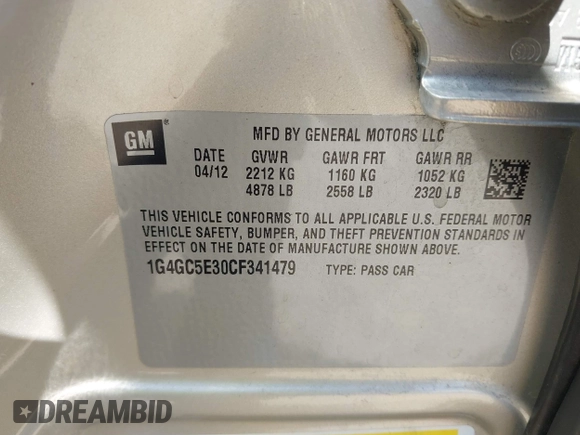 GM
MFD BY GENERAL MOTORS LLC
DATE GVWR GAWR FRT GAWR RR
04/12 2212 KG 1160 KG 1052 KG
4878 LB 2558 LB 2320 LB
THIS VEHICLE CONFORMS TO ALL APPLICABLE U.S. FEDERAL MOTOR
VEHICLE SAFETY, BUMPER, AND THEFT PREVENTION STANDARDS IN
EFFECT ON THE DATE OF MANUFACTURE SHOWN ABOVE.
1G4GC5E30CF341479 TYPE: PASS CAR
DREAMBID